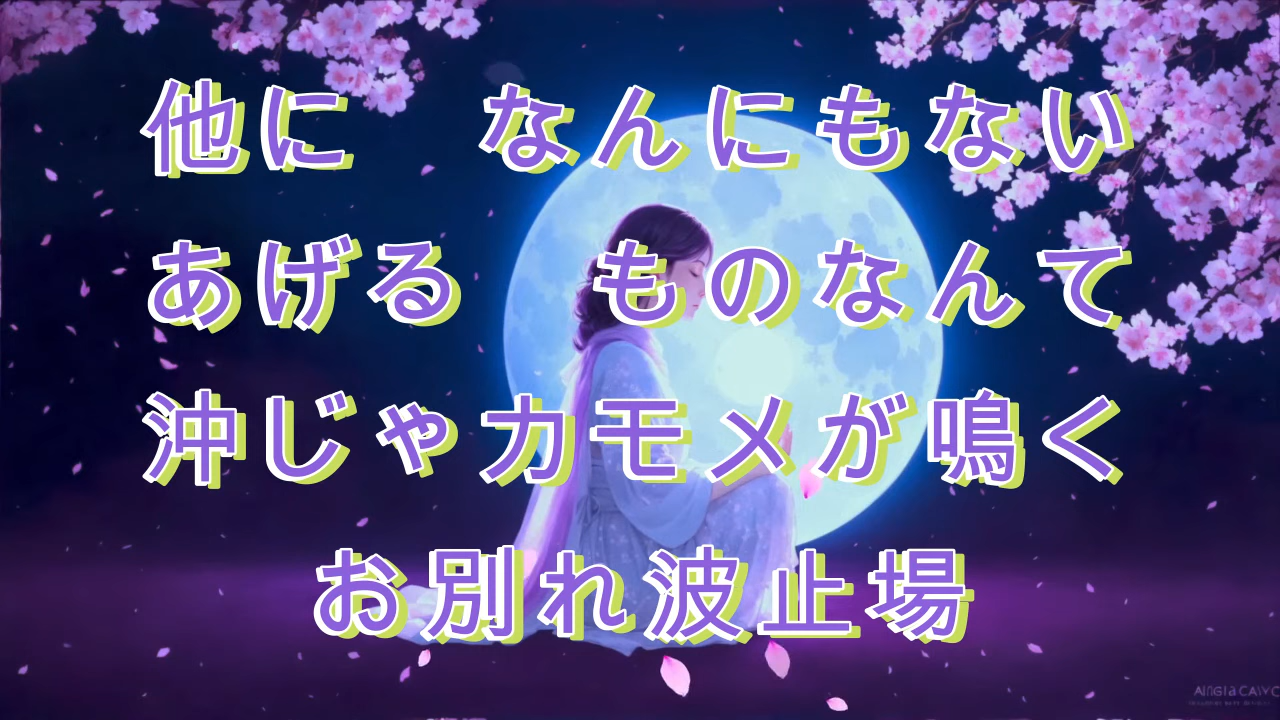 他に　なんにもない
あげる　ものなんて
沖じゃカモメが鳴く
お別れ波止場